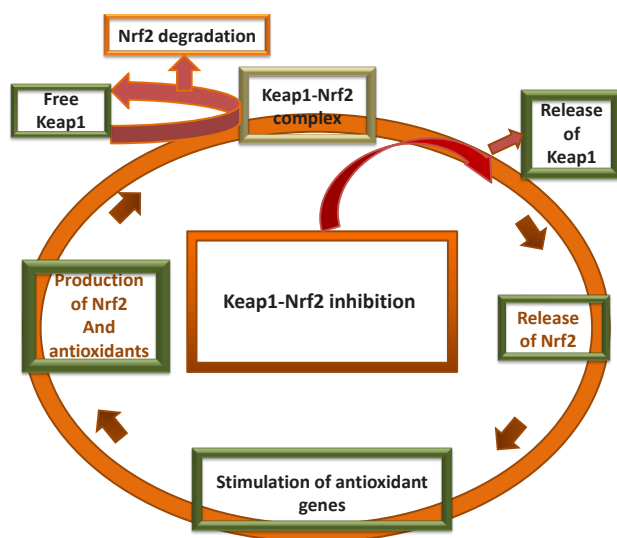 Nrf2 degradation
Free
Keap1
Keap1-Nrf2
complex
Release
of
Keap1
Production
of Nrf2
And
antioxidants
Keap1-Nrf2 inhibition
Release
of Nrf2
Stimulation of antioxidant
genes